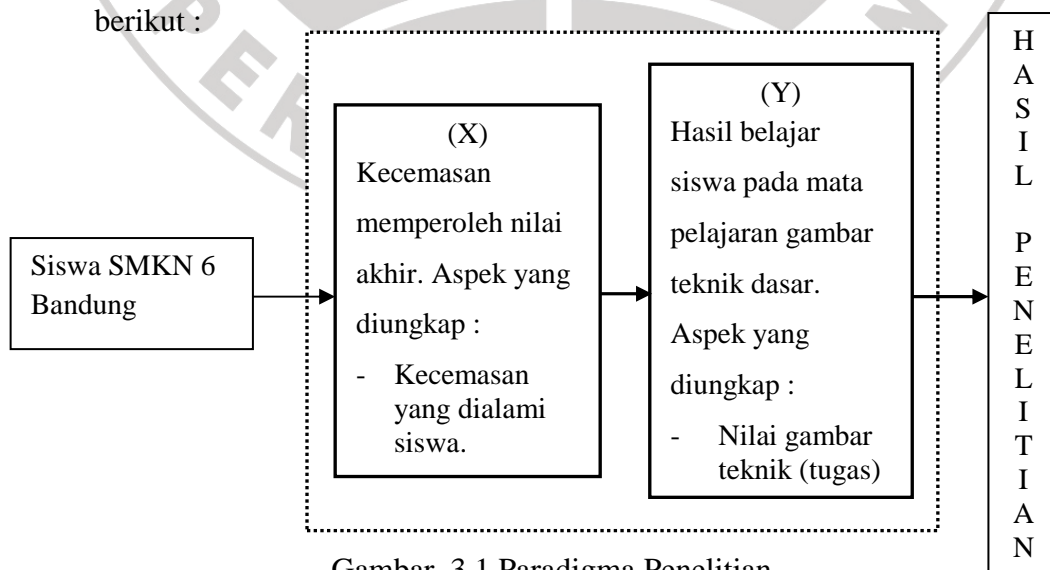 berikut :
Siswa SMKN 6
Bandung
(X)
Kecemasan
memperoleh nilai
akhir. Aspek yang
diungkap :
- Kecemasan
yang dialami
siswa.
(Y)
Hasil belajar
siswa pada mata
pelajaran gambar
teknik dasar.
Aspek yang
diungkap :
- Nilai gambar
teknik (tugas)
H
A
S
I
L
P
E
N
E
L
I
T
I
A
N
Gambar 3.1 Paradigma Penelitian